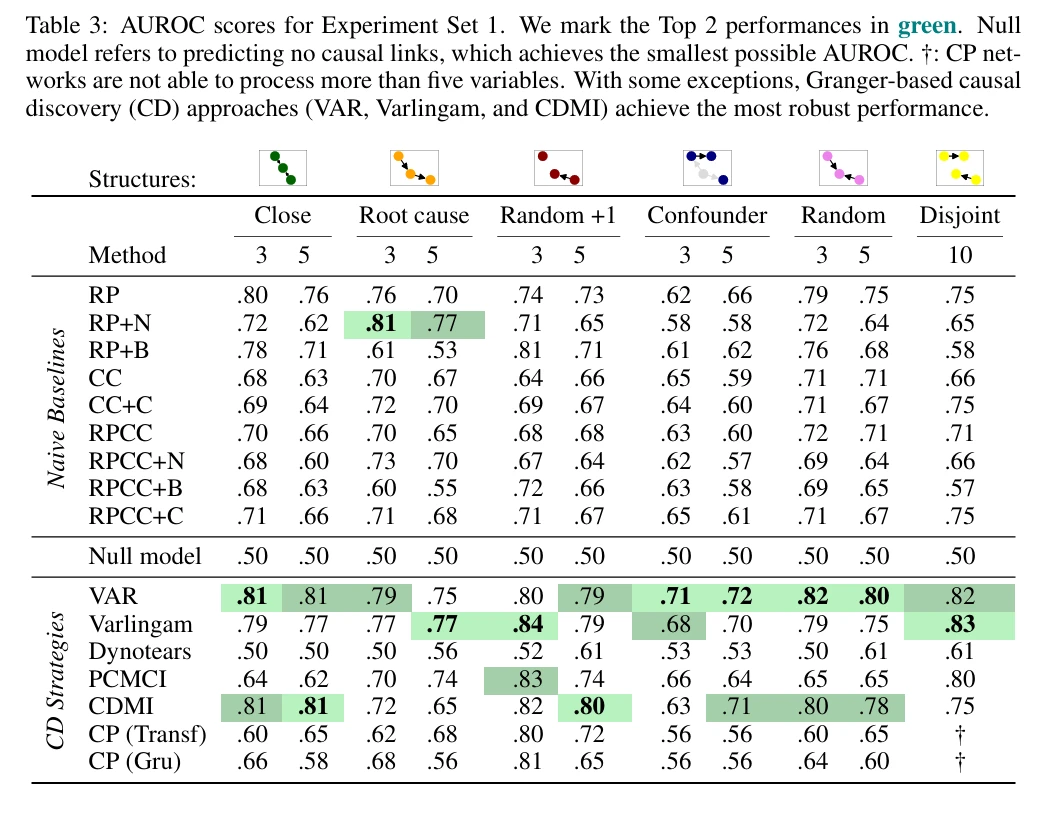 Table 3: AUROC scores for Experiment Set 1. We mark the Top 2 performances in green. Null
model refers to predicting no causal links, which achieves the smallest possible AUROC. †: CP net-
works are not able to process more than five variables. With some exceptions, Granger-based causal
discovery (CD) approaches (VAR, Varlingam, and CDMI) achieve the most robust performance.
Structures:
Close Root cause Random +1 Confounder Random Disjoint
Method 3 5 3 5 3 5 3 5 3 5 10
Naive Baselines
RP .80 .76 .76 .70 .74 .73 .62 .66 .79 .75 .75
RP+N .72 .62 .81 .77 .71 .65 .58 .58 .72 .64 .65
RP+B .78 .71 .61 .53 .81 .71 .61 .62 .76 .68 .58
CC .68 .63 .70 .67 .64 .66 .65 .59 .71 .71 .66
CC+C .69 .64 .72 .70 .69 .67 .64 .60 .71 .67 .75
RPCC .70 .66 .70 .65 .68 .68 .63 .60 .72 .71 .71
RPCC+N .68 .60 .73 .70 .67 .64 .62 .57 .69 .64 .66
RPCC+B .68 .63 .60 .55 .72 .66 .63 .58 .69 .65 .57
RPCC+C .71 .66 .71 .68 .71 .67 .65 .61 .71 .67 .75
Null model .50 .50 .50 .50 .50 .50 .50 .50 .50 .50 .50
CD Strategies
VAR .81 .81 .79 .75 .80 .79 .71 .72 .82 .80 .82
Varlingam .79 .77 .77 .77 .84 .79 .68 .70 .79 .75 .83
Dynotears .50 .50 .50 .56 .52 .61 .53 .53 .50 .61 .61
PCMCI .64 .62 .70 .74 .83 .74 .66 .64 .65 .65 .80
CDMI .81 .81 .72 .65 .82 .80 .63 .71 .80 .78 .75
CP (Transf) .60 .65 .62 .68 .80 .72 .56 .56 .60 .65 †
CP (Gru) .66 .58 .68 .56 .81 .65 .56 .56 .64 .60 †